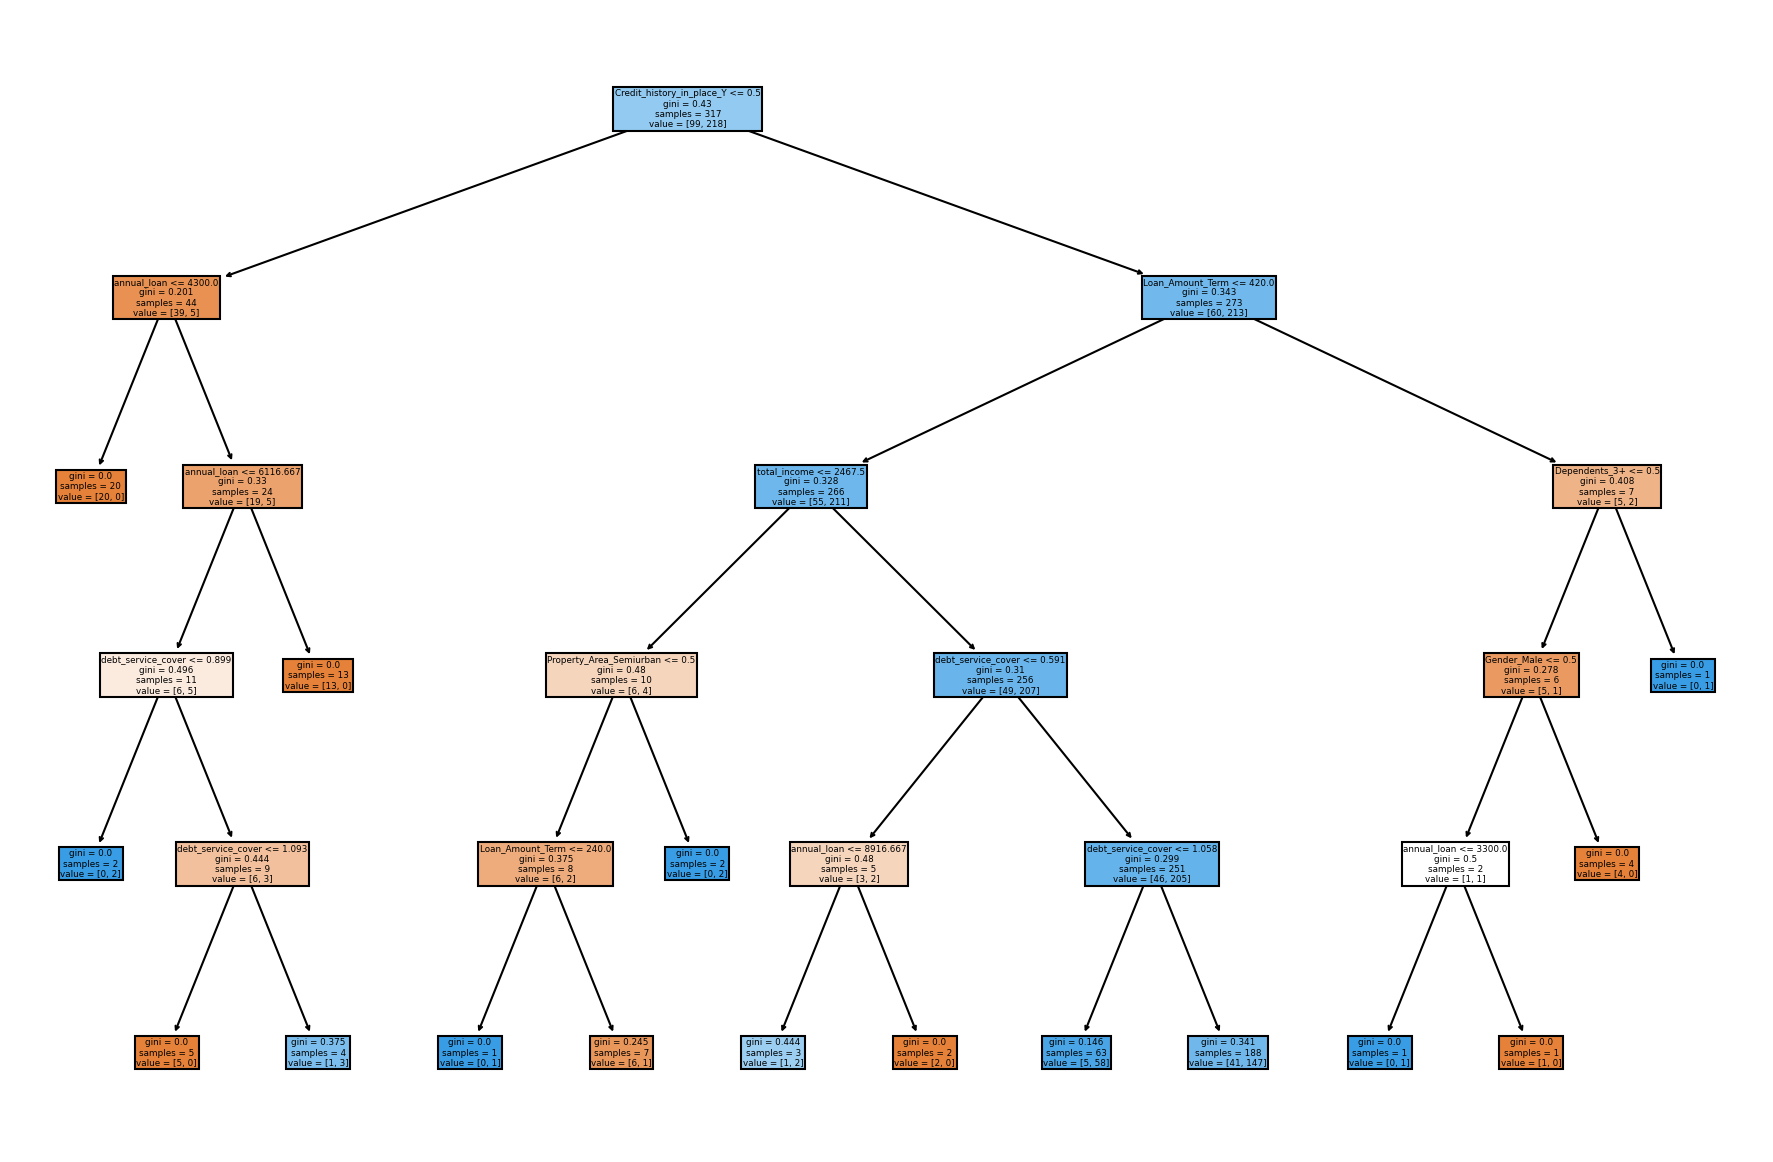 Credit_history_in_place_Y <= 0.5
gini = 0.43
samples = 317
value = [99, 218]
annual_loan <= 4300.0
gini = 0.201
samples = 44
value = [39, 5]
Loan_Amount_Term <= 420.0
gini = 0.343
samples = 273
value = [60, 213]
gini = 0.0
samples = 20
value = [20, 0]
annual_loan <= 6116.667
gini = 0.33
samples = 24
value = [19, 5]
total_income <= 2467.5
gini = 0.328
samples = 266
value = [55, 211]
Dependents_3+ <= 0.5
gini = 0.408
samples = 7
value = [5, 2]
debt_service_cover <= 0.899
gini = 0.496
samples = 11
value = [6, 5]
gini = 0.0
samples = 13
value = [13, 0]
Property_Area_Semiurban <= 0.5
gini = 0.48
samples = 10
value = [6, 4]
debt_service_cover <= 0.591
gini = 0.31
samples = 256
value = [49, 207]
Gender_Male <= 0.5
gini = 0.278
samples = 6
value = [5, 1]
gini = 0.0
samples = 1
value = [0, 1]
gini = 0.0
samples = 2
value = [0, 2]
debt_service_cover <= 1.093
gini = 0.444
samples = 9
value = [6, 3]
Loan_Amount_Term <= 240.0
gini = 0.375
samples = 8
value = [6, 2]
gini = 0.0
samples = 2
value = [0, 2]
annual_loan <= 8916.667
gini = 0.48
samples = 5
value = [3, 2]
debt_service_cover <= 1.058
gini = 0.299
samples = 251
value = [46, 205]
annual_loan <= 3300.0
gini = 0.5
samples = 2
value = [1, 1]
gini = 0.0
samples = 4
value = [4, 0]
gini = 0.0
samples = 5
value = [5, 0]
gini = 0.375
samples = 4
value = [1, 3]
gini = 0.0
samples = 1
value = [0, 1]
gini = 0.245
samples = 7
value = [6, 1]
gini = 0.444
samples = 3
value = [1, 2]
gini = 0.0
samples = 2
value = [2, 0]
gini = 0.146
samples = 63
value = [5, 58]
gini = 0.341
samples = 188
value = [41, 147]
gini = 0.0
samples = 1
value = [0, 1]
gini = 0.0
samples = 1
value = [1, 0]